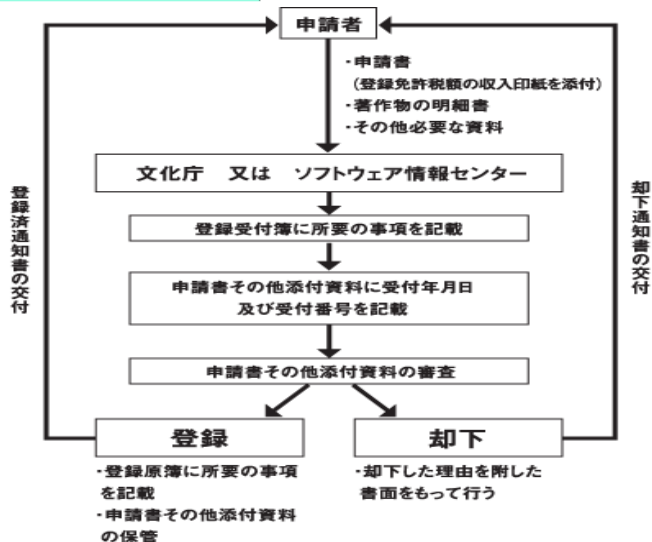 申請者
・申請書
(登録免許税額の収入印紙を添付)
・著作物の明細書
・その他必要な資料
文化庁 又は ソフトウェア情報センター
登録受付簿に所要の事項を記載
申請書その他添付資料に受付年月日
及び受付番号を記載
申請書その他添付資料の審査
登録
・登録原簿に所要の事項
を記載
・申請書その他添付資料
の保管
却下
・却下した理由を附した
書面をもって行う
登録済通知書の交付
却下通知書の交付